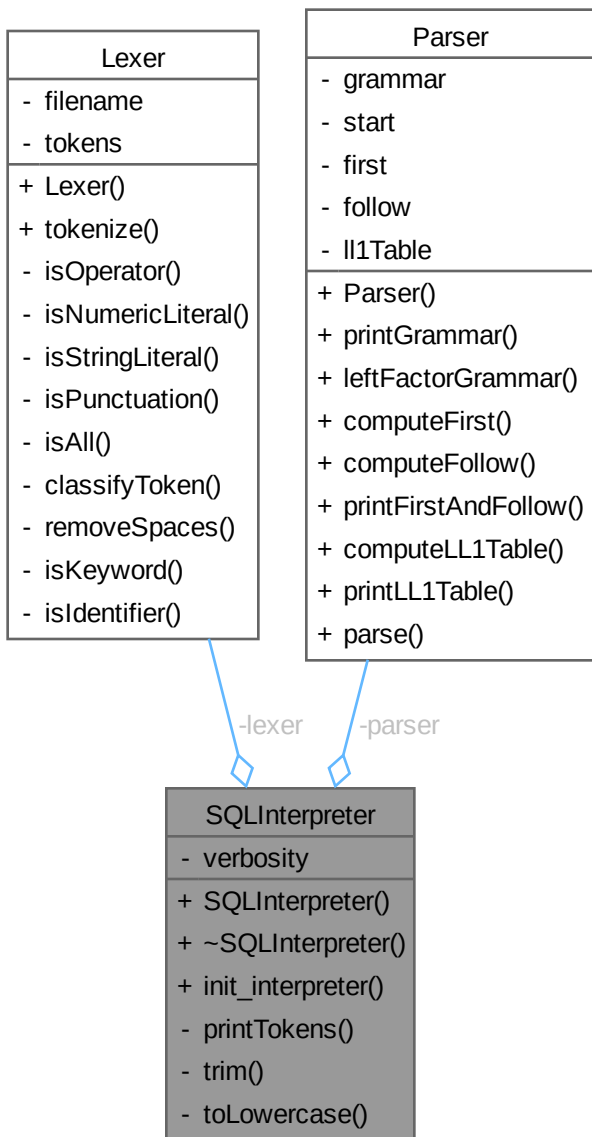 Lexer
- filename
- tokens
+ Lexer()
+ tokenize()
- isOperator()
- isNumericLiteral()
- isStringLiteral()
- isPunctuation()
- isAll()
- classifyToken()
- removeSpaces()
- isKeyword()
- isIdentifier()
Parser
- grammar
- start
- first
- follow
- ll1Table
+ Parser()
+ printGrammar()
+ leftFactorGrammar()
+ computeFirst()
+ computeFollow()
+ printFirstAndFollow()
+ computeLL1Table()
+ printLL1Table()
+ parse()
-lexer
-parser
SQLInterpreter
- verbosity
+ SQLInterpreter()
+ ~SQLInterpreter()
+ init_interpreter()
- printTokens()
- trim()
- toLowercase()